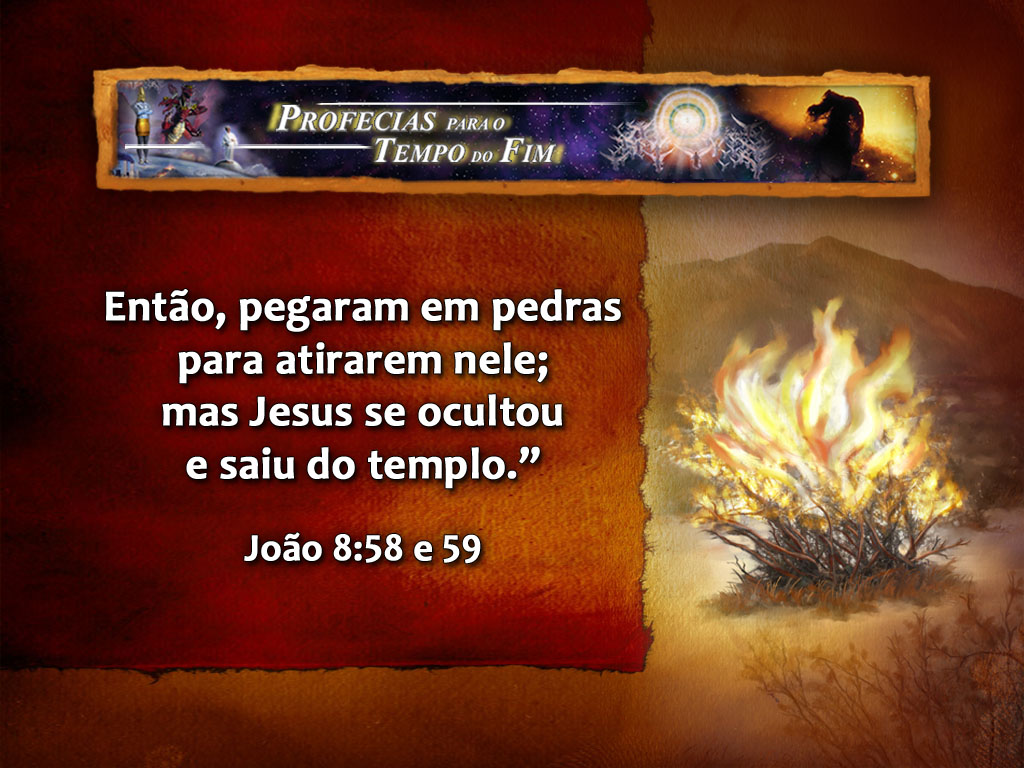 PROFECIAS PARA O
TEMPO DO FIM
Então, pegaram em pedras
para atirarem nele;
mas Jesus se ocultou
e saiu do templo.”
João 8:58 e 59